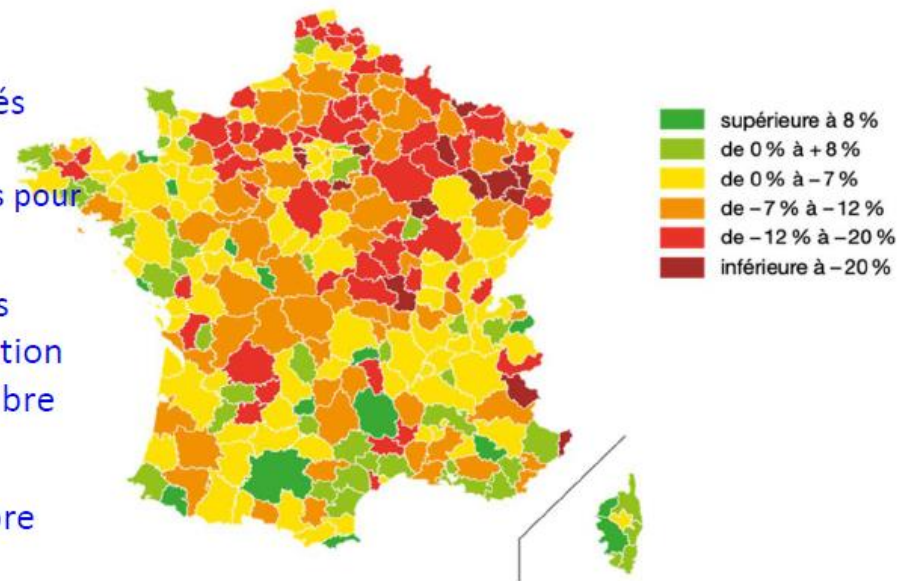 és
s pour
s
tion
bre
bre
supérieure à 8 %
de 0 % à + 8 %
de 0 % à – 7 %
de – 7 % à – 12 %
de – 12 % à – 20 %
inférieure à – 20 %